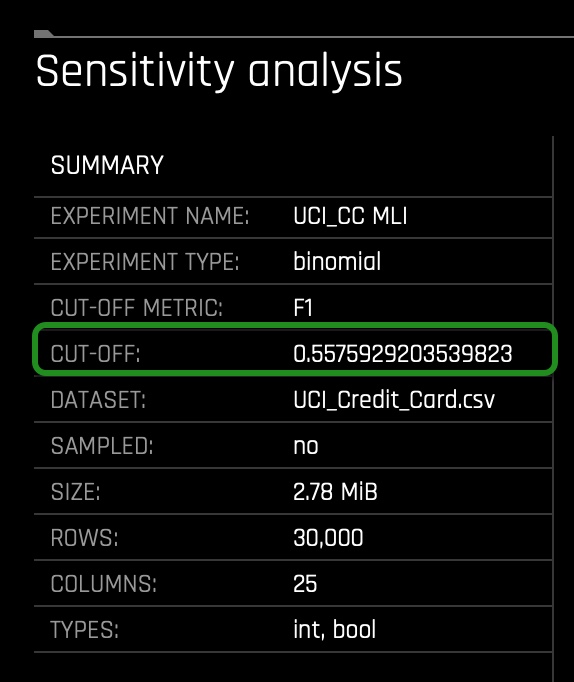 Sensitivity analysis
SUMMARY
EXPERIMENT NAME: UCI_CC MLI
EXPERIMENT TYPE: binomial
CUT-OFF METRIC: F1
CUT-OFF: 0.5575929203539823
DATASET: UCI_Credit_Card.csv
SAMPLED: no
SIZE: 2.78 MiB
ROWS: 30,000
COLUMNS: 25
TYPES: int, bool